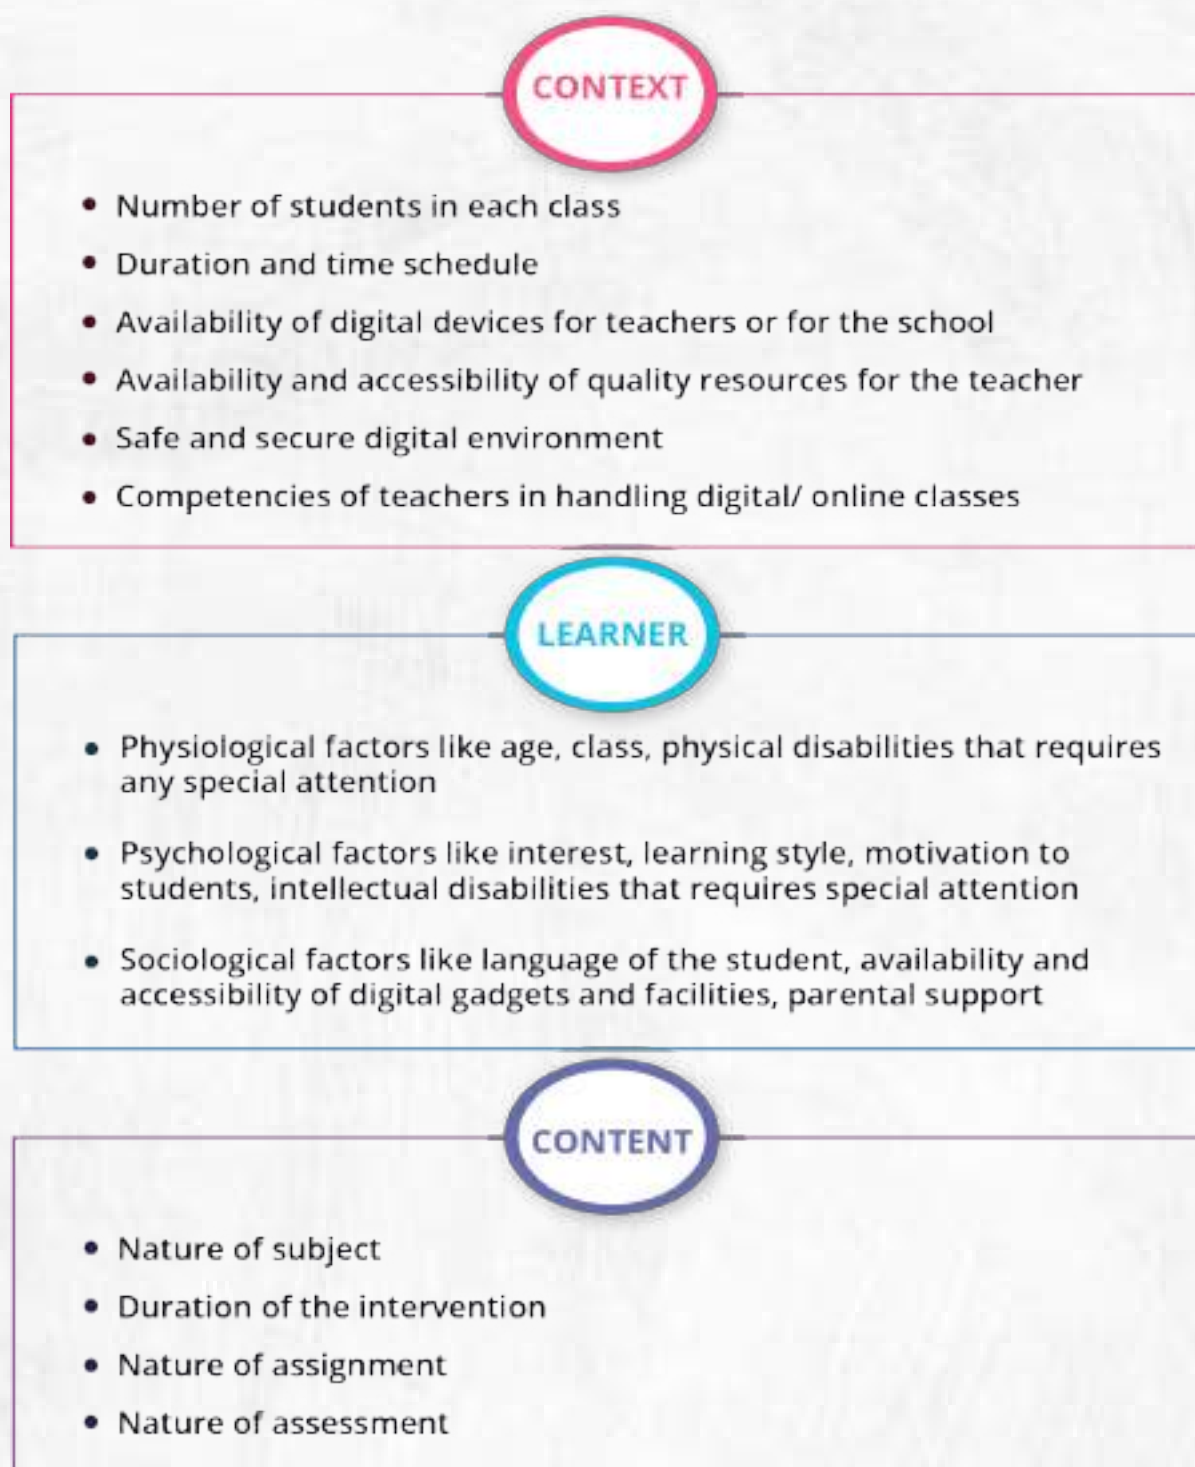 CONTEXT
• Number of students in each class
• Duration and time schedule
• Availability of digital devices for teachers or for the school
• Availability and accessibility of quality resources for the teacher
• Safe and secure digital environment
• Competencies of teachers in handling digital/ online classes
LEARNER
• Physiological factors like age, class, physical disabilities that requires
any special attention
• Psychological factors like interest, learning style, motivation to
students, intellectual disabilities that requires special attention
• Sociological factors like language of the student, availability and
accessibility of digital gadgets and facilities, parental support
CONTENT
• Nature of subject
• Duration of the intervention
• Nature of assignment
• Nature of assessment